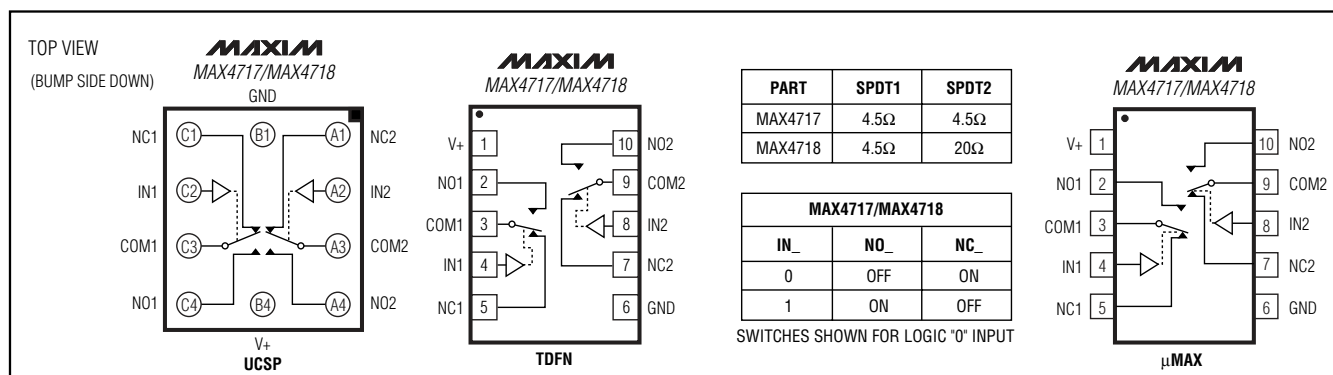 TOP VIEW
(BUMP SIDE DOWN)
MAXIM
MAX4717/MAX4718
GND
NC1 C1 B1 A1 NC2
IN1 C2 A2 IN2
COM1 C3 A3 COM2
NO1 C4 B4 A4 NO2
V+
UCSP
MAXIM
MAX4717/MAX4718
V+ 1 10 NO2
NO1 2 9 COM2
COM1 3 8 IN2
IN1 4 7 NC2
NC1 5 6 GND
TDFN
PART SPDT1 SPDT2
MAX4717 4.5Ω 4.5Ω
MAX4718 4.5Ω 20Ω
MAX4717/MAX4718
IN_ NO_ NC_
0 OFF ON
1 ON OFF
SWITCHES SHOWN FOR LOGIC "0" INPUT
MAXIM
MAX4717/MAX4718
V+ 1 10 NO2
NO1 2 9 COM2
COM1 3 8 IN2
IN1 4 7 NC2
NC1 5 6 GND
μMAX